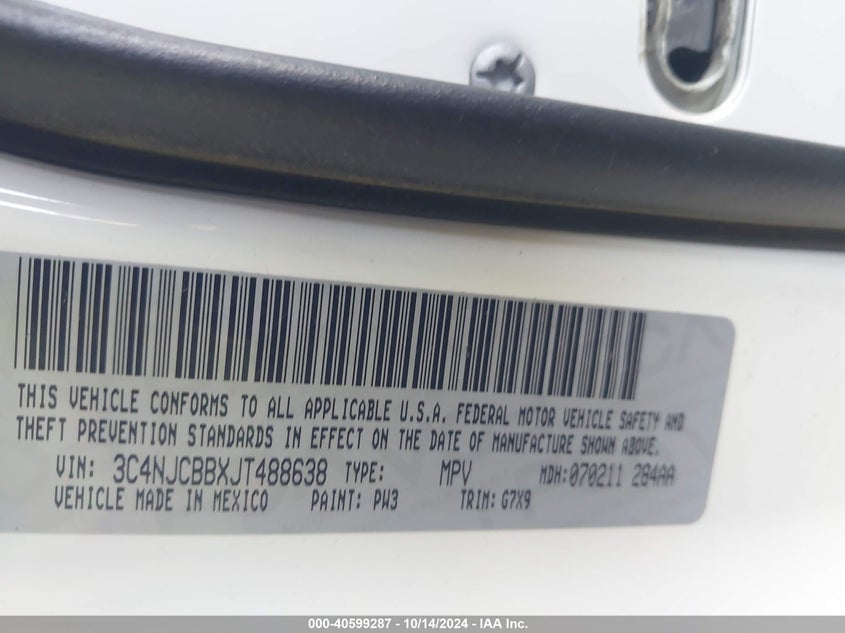 THIS VEHICLE CONFORMS TO ALL APPLICABLE U.S.A. FEDERAL MOTOR VEHICLE SAFETY AND
THEFT PREVENTION STANDARDS IN EFFECT ON THE DATE OF MANUFACTURE SHOWN ABOVE.
VIN: 3C4NJCBBXJT488638 TYPE: MPV MDH:070211 284AA
VEHICLE MADE IN MEXICO PAINT: PW3 TRIM: G7X9
000-40599287 - 10/14/2024 - IAA Inc.